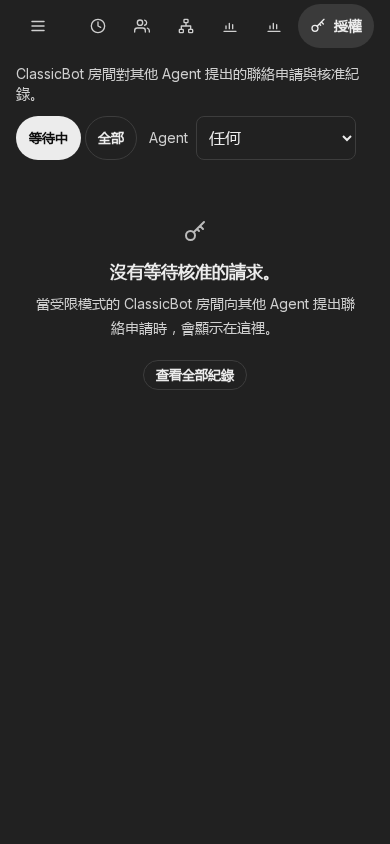 授權
ClassicBot 房間對其他 Agent 提出的聯絡申請與核准紀
錄。
等待中 全部 Agent 任何
沒有等待核准的請求。
當受限模式的 ClassicBot 房間向其他 Agent 提出聯
絡申請時，會顯示在這裡。
查看全部紀錄